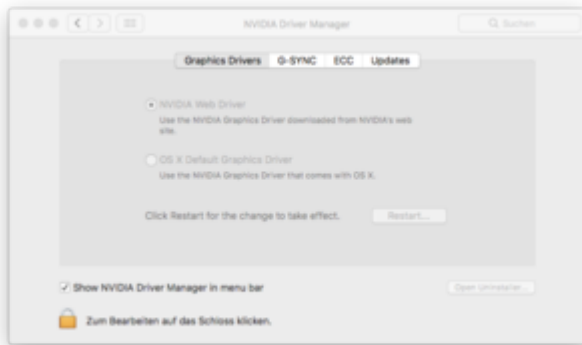 NVIDIA Driver Manager
Suchen
Graphics Drivers G-SYNC ECC Updates
NVIDIA Web Driver
Use the NVIDIA Graphics Driver downloaded from NVIDIA's web
site.
OS X Default Graphics Driver
Use the NVIDIA Graphics Driver that comes with OS X.
Click Restart for the change to take effect. Restart...
Show NVIDIA Driver Manager in menu bar Open Uninstaller...
Zum Bearbeiten auf das Schloss klicken.